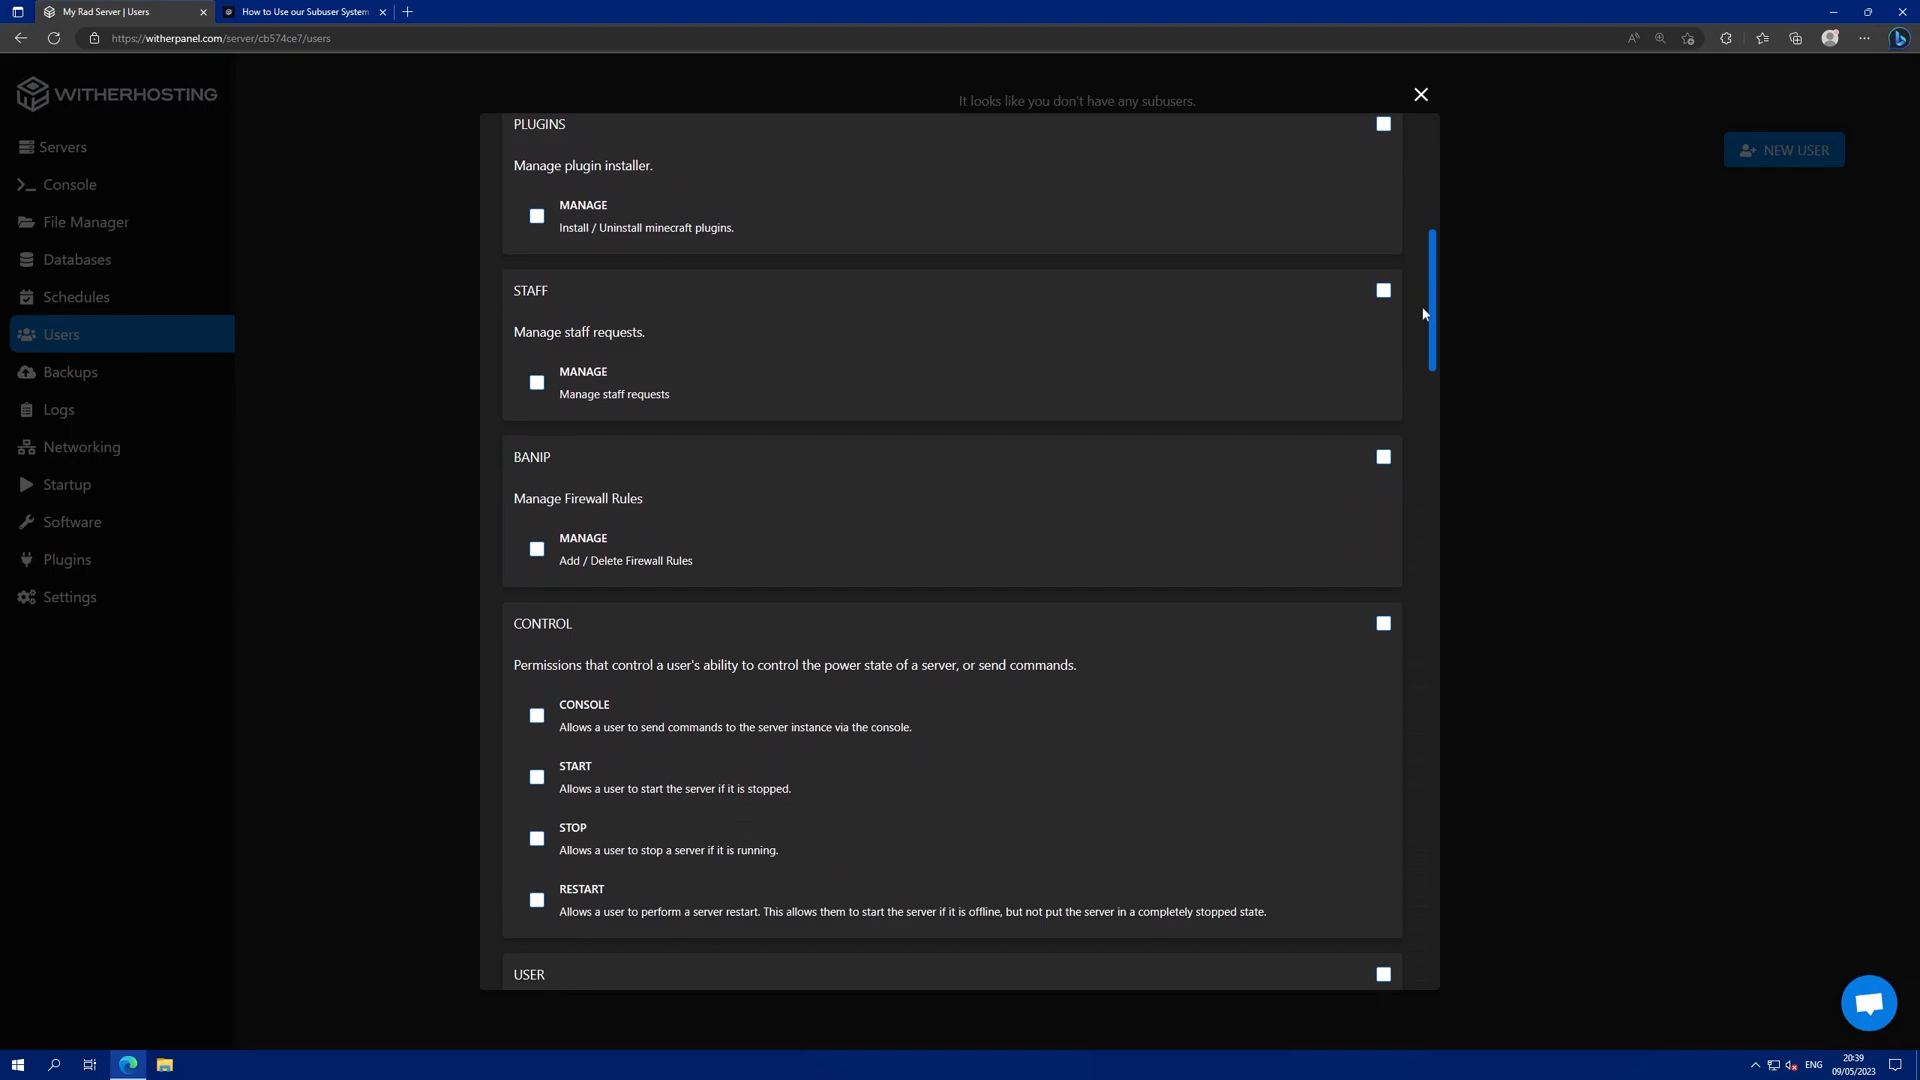 My Rad Server | Users
How to Use our Subuser System
https://witherpanel.com/server/cb574ce7/users
WITHERHOSTING
It looks like you don't have any subusers.
NEW USER
Servers
Console
File Manager
Databases
Schedules
Users
Backups
Logs
Networking
Startup
Software
Plugins
Settings
PLUGINS
Manage plugin installer.
MANAGE
Install / Uninstall minecraft plugins.
STAFF
Manage staff requests.
MANAGE
Manage staff requests
BANIP
Manage Firewall Rules
MANAGE
Add / Delete Firewall Rules
CONTROL
Permissions that control a user's ability to control the power state of a server, or send commands.
CONSOLE
Allows a user to send commands to the server instance via the console.
START
Allows a user to start the server if it is stopped.
STOP
Allows a user to stop a server if it is running.
RESTART
Allows a user to perform a server restart. This allows them to start the server if it is offline, but not put the server in a completely stopped state.
USER
ENG
20:39
09/05/2023